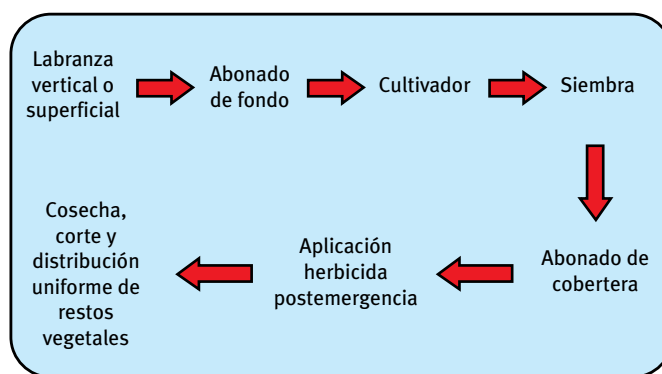 Labranza
vertical o
superficial
Abonado
de fondo
Cultivador
Siembra
Abonado de
cobertera
Aplicación
herbicida
postemergencia
Cosecha,
corte y
distribución
uniforme de
restos
vegetales